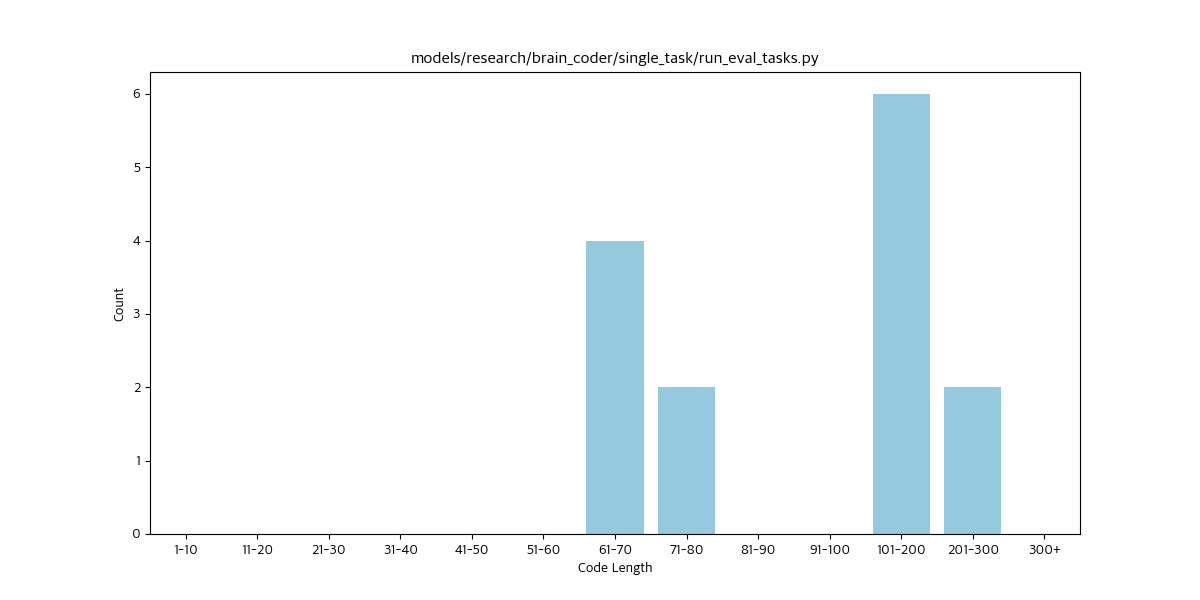 models/research/brain_coder/single_task/run_eval_tasks.py
6
5
4
3
2
1
0
Count
1-10 11-20 21-30 31-40 41-50 51-60 61-70 71-80 81-90 91-100 101-200 201-300 300+
Code Length